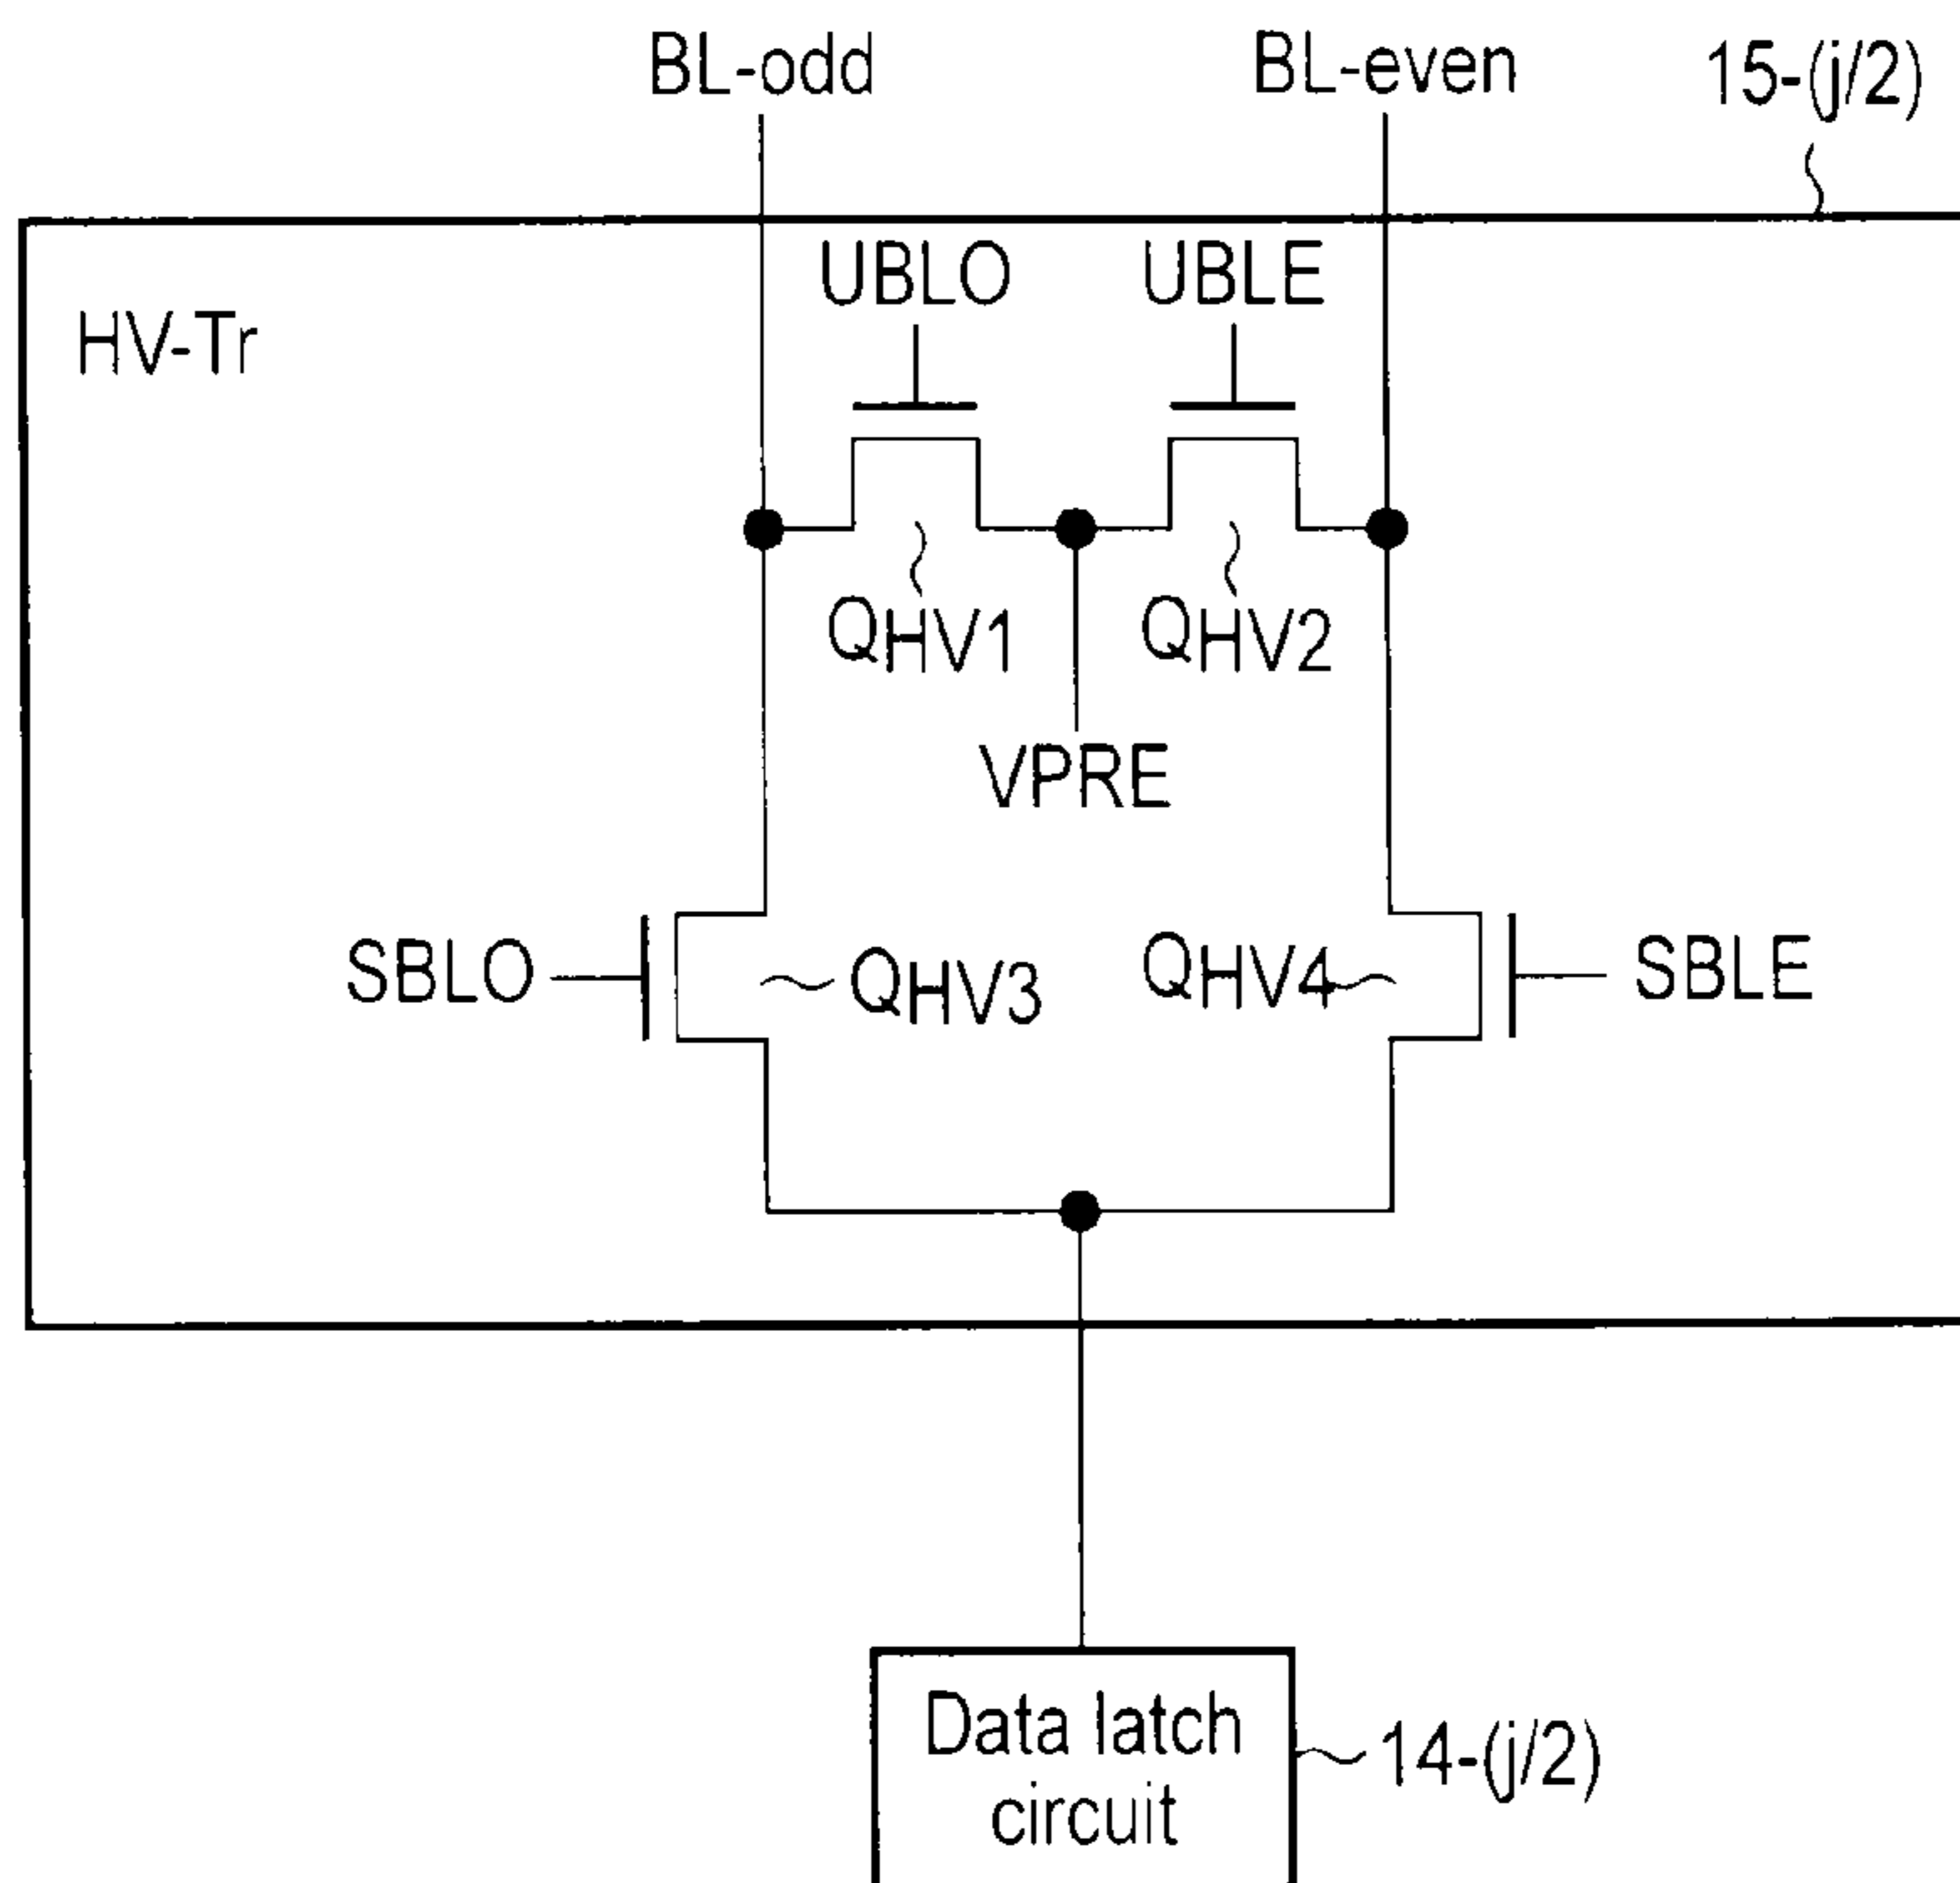 BL-odd
BL-even
15-(j/2)
UBLO
UBLE
HV-Tr
QHV1
QHV2
VPRE
SBLO
QHV3
QHV4
SBLE
Data latch
circuit
14-(j/2)